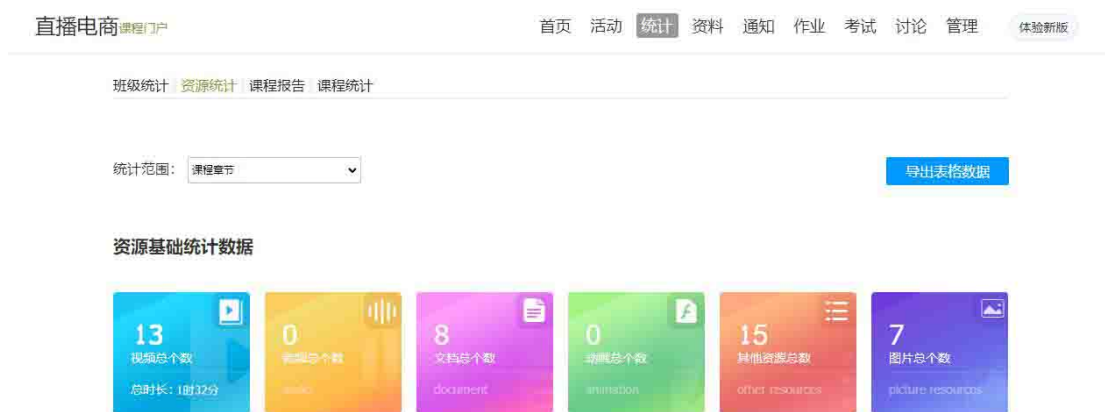 直播电商课程门户
首页 活动 统计 资料 通知 作业 考试 讨论 管理 体验新版
班级统计 资源统计 课程报告 课程统计
统计范围： 课程章节
导出表格数据
资源基础统计数据
13 0 8 0 15 7
视频总个数 音频总个数 文档总个数 动画总个数 其他资源总数 图片总个数
总时长：1时32分 audio document animation other resources picture resources